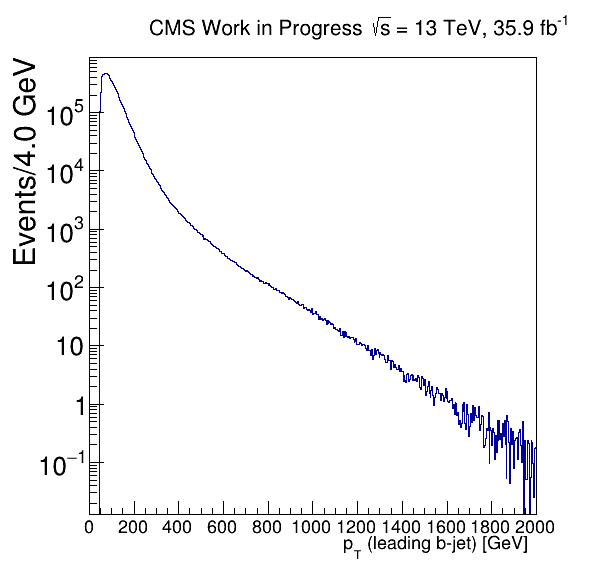 CMS Work in Progress √s = 13 TeV, 35.9 fb⁻¹
Events/4.0 GeV
10⁵
10⁴
10³
10²
10
1
10⁻¹
0 200 400 600 800 1000 1200 1400 1600 1800 2000
p_T (leading b-jet) [GeV]